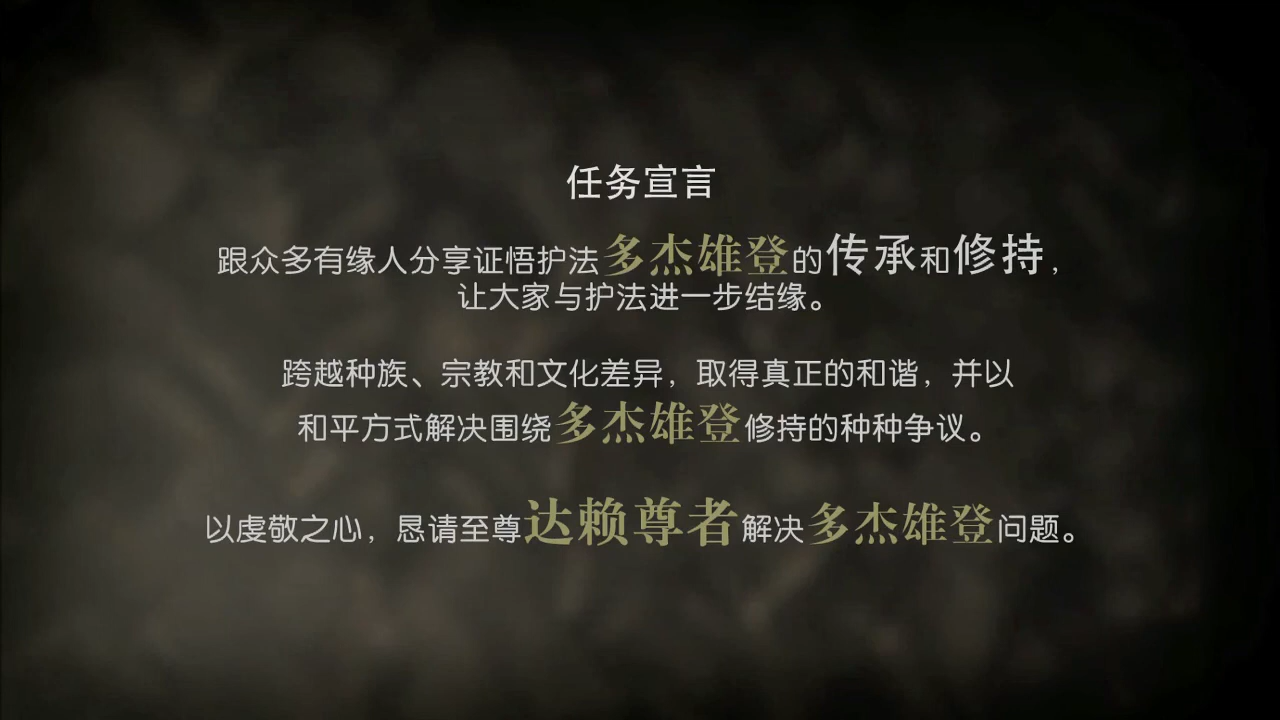 任务宣言
跟众多有缘人分享证悟护法多杰雄登的传承和修持，
让大家与护法进一步结缘。
跨越种族、宗教和文化差异，取得真正的和谐，并以
和平方式解决围绕多杰雄登修持的种种争议。
以虔敬之心，恳请至尊达赖尊者解决多杰雄登问题。